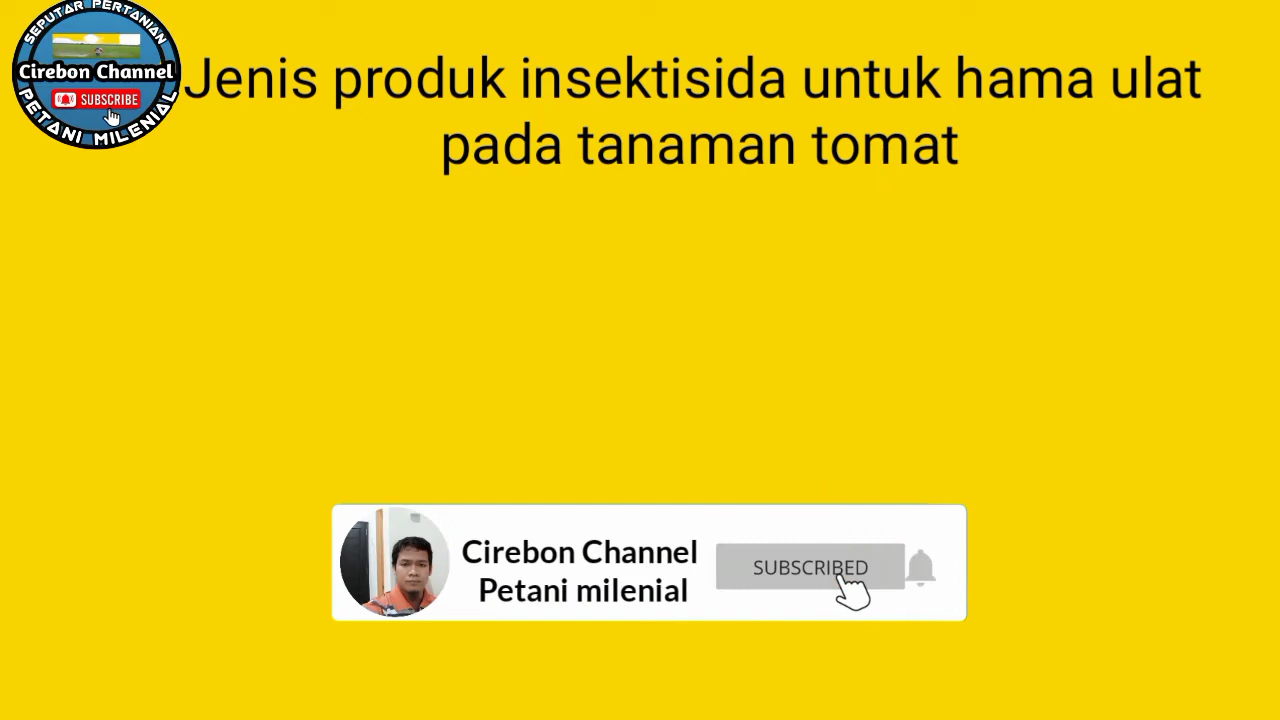 SEPUTAR PERTANIAN
Cirebon Channel
SUBSCRIBE
PETANI MILENIAL
Jenis produk insektisida untuk hama ulat
pada tanaman tomat
Cirebon Channel
Petani milenial
SUBSCRIBED